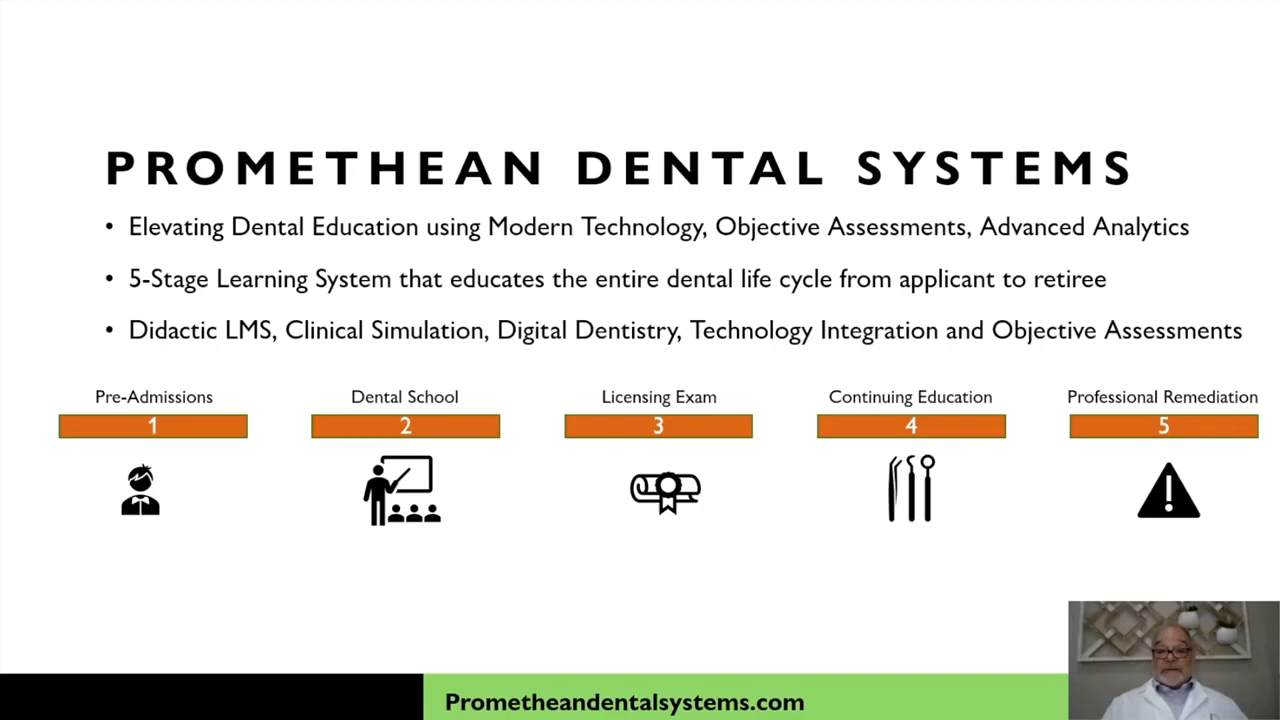 PROMETHEAN DENTAL SYSTEMS
• Elevating Dental Education using Modern Technology, Objective Assessments, Advanced Analytics
• 5-Stage Learning System that educates the entire dental life cycle from applicant to retiree
• Didactic LMS, Clinical Simulation, Digital Dentistry, Technology Integration and Objective Assessments
Pre-Admissions
1
Dental School
2
Licensing Exam
3
Continuing Education
4
Professional Remediation
5
Prometheandentalsystems.com